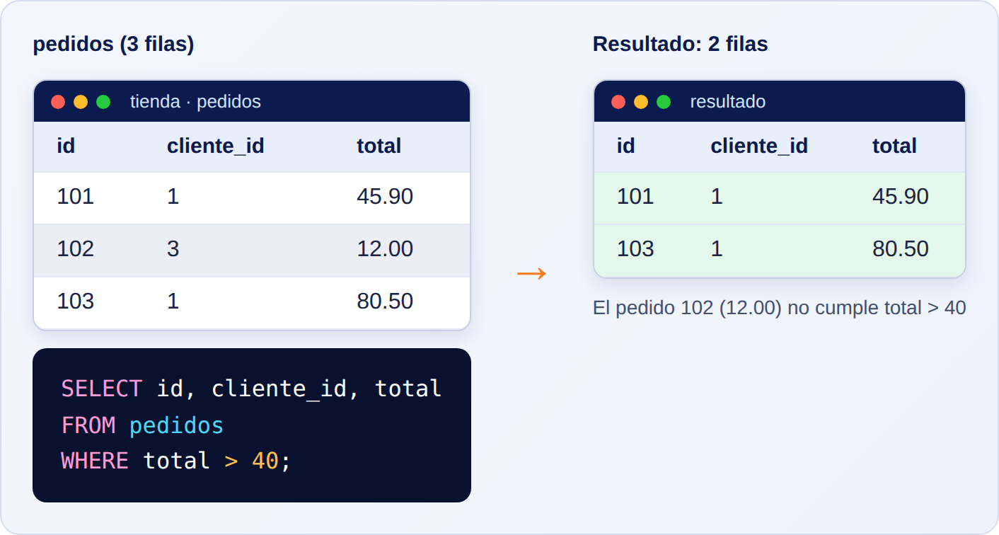 pedidos (3 filas)
tienda · pedidos
id cliente_id total
101 1 45.90
102 3 12.00
103 1 80.50
SELECT id, cliente_id, total
FROM pedidos
WHERE total > 40;
→
Resultado: 2 filas
resultado
id cliente_id total
101 1 45.90
103 1 80.50
El pedido 102 (12.00) no cumple total > 40